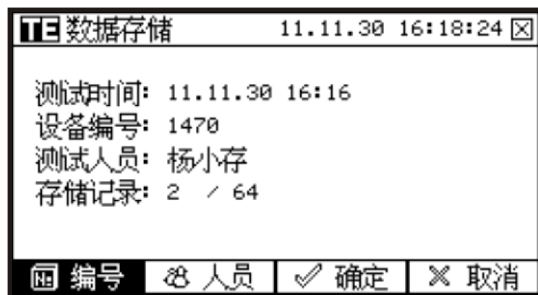 TE 数据存储 11.11.30 16:18:24
测试时间: 11.11.30 16:16
设备编号: 1470
测试人员: 杨小存
存储记录: 2 / 64
No 编号 人员 确定 取消